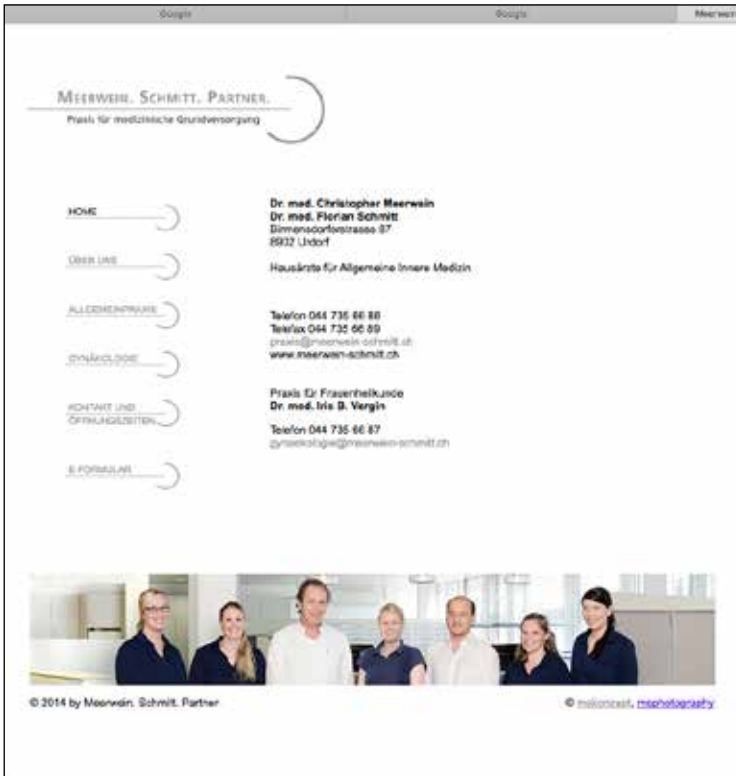 Google
Google
Meerwein
MEERWEIN. SCHMITT. PARTNER.
Praxis für medizinische Grundversorgung
HOME
ÜBER UNS
ALLGEMEINPRAXIS
GYNÄKOLOGIE
KONTAKT UND
ÖFFNUNGSZEITEN
E-FORMULAR
Dr. med. Christopher Meerwein
Dr. med. Florian Schmitt
Birmensdorferstrasse 87
8902 Urdorf
Hausärzte für Allgemeine Innere Medizin
Telefon 044 735 66 88
Telefax 044 735 66 89
praxis@meerwein-schmitt.ch
www.meerwein-schmitt.ch
Praxis für Frauenheilkunde
Dr. med. Iris B. Vergin
Telefon 044 735 66 87
gynaekologie@meerwein-schmitt.ch
© 2014 by Meerwein. Schmitt. Partner
© mskonzept, msphotography